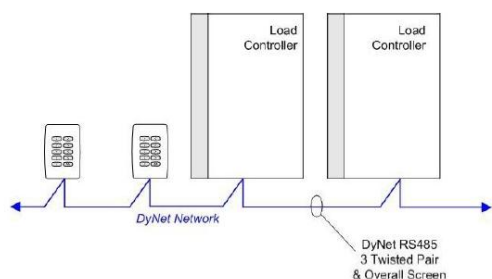 Load
Controller
Load
Controller
DyNet Network
DyNet RS485
3 Twisted Pair
& Overall Screen